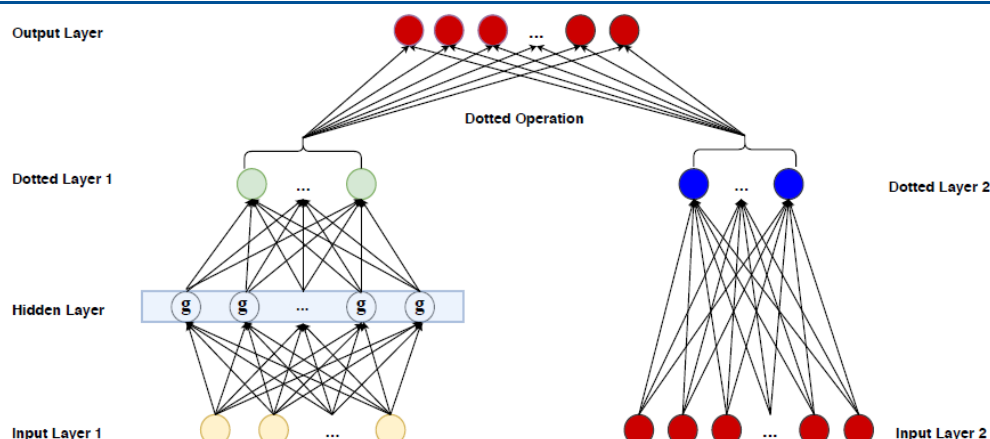 Output Layer
...
Dotted Operation
Dotted Layer 1
...
...
Dotted Layer 2
Hidden Layer
g g ... g g
Input Layer 1
...
...
Input Layer 2